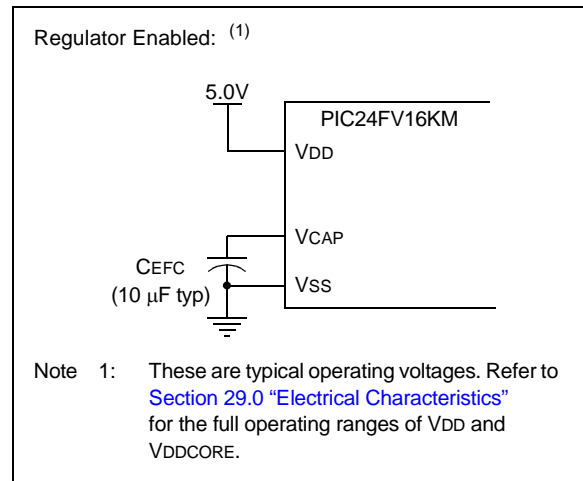 Regulator Enabled: (1)
5.0V
PIC24FV16KM
VDD
VCAP
CEFC
(10 μF typ)
VSS
Note 1: These are typical operating voltages. Refer to
Section 29.0 “Electrical Characteristics”
for the full operating ranges of VDD and
VDDCORE.